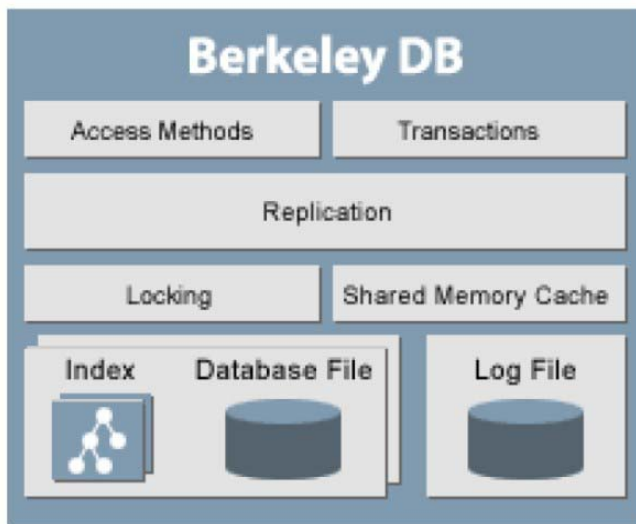 Berkeley DB
Access Methods Transactions
Replication
Locking Shared Memory Cache
Index Database File Log File